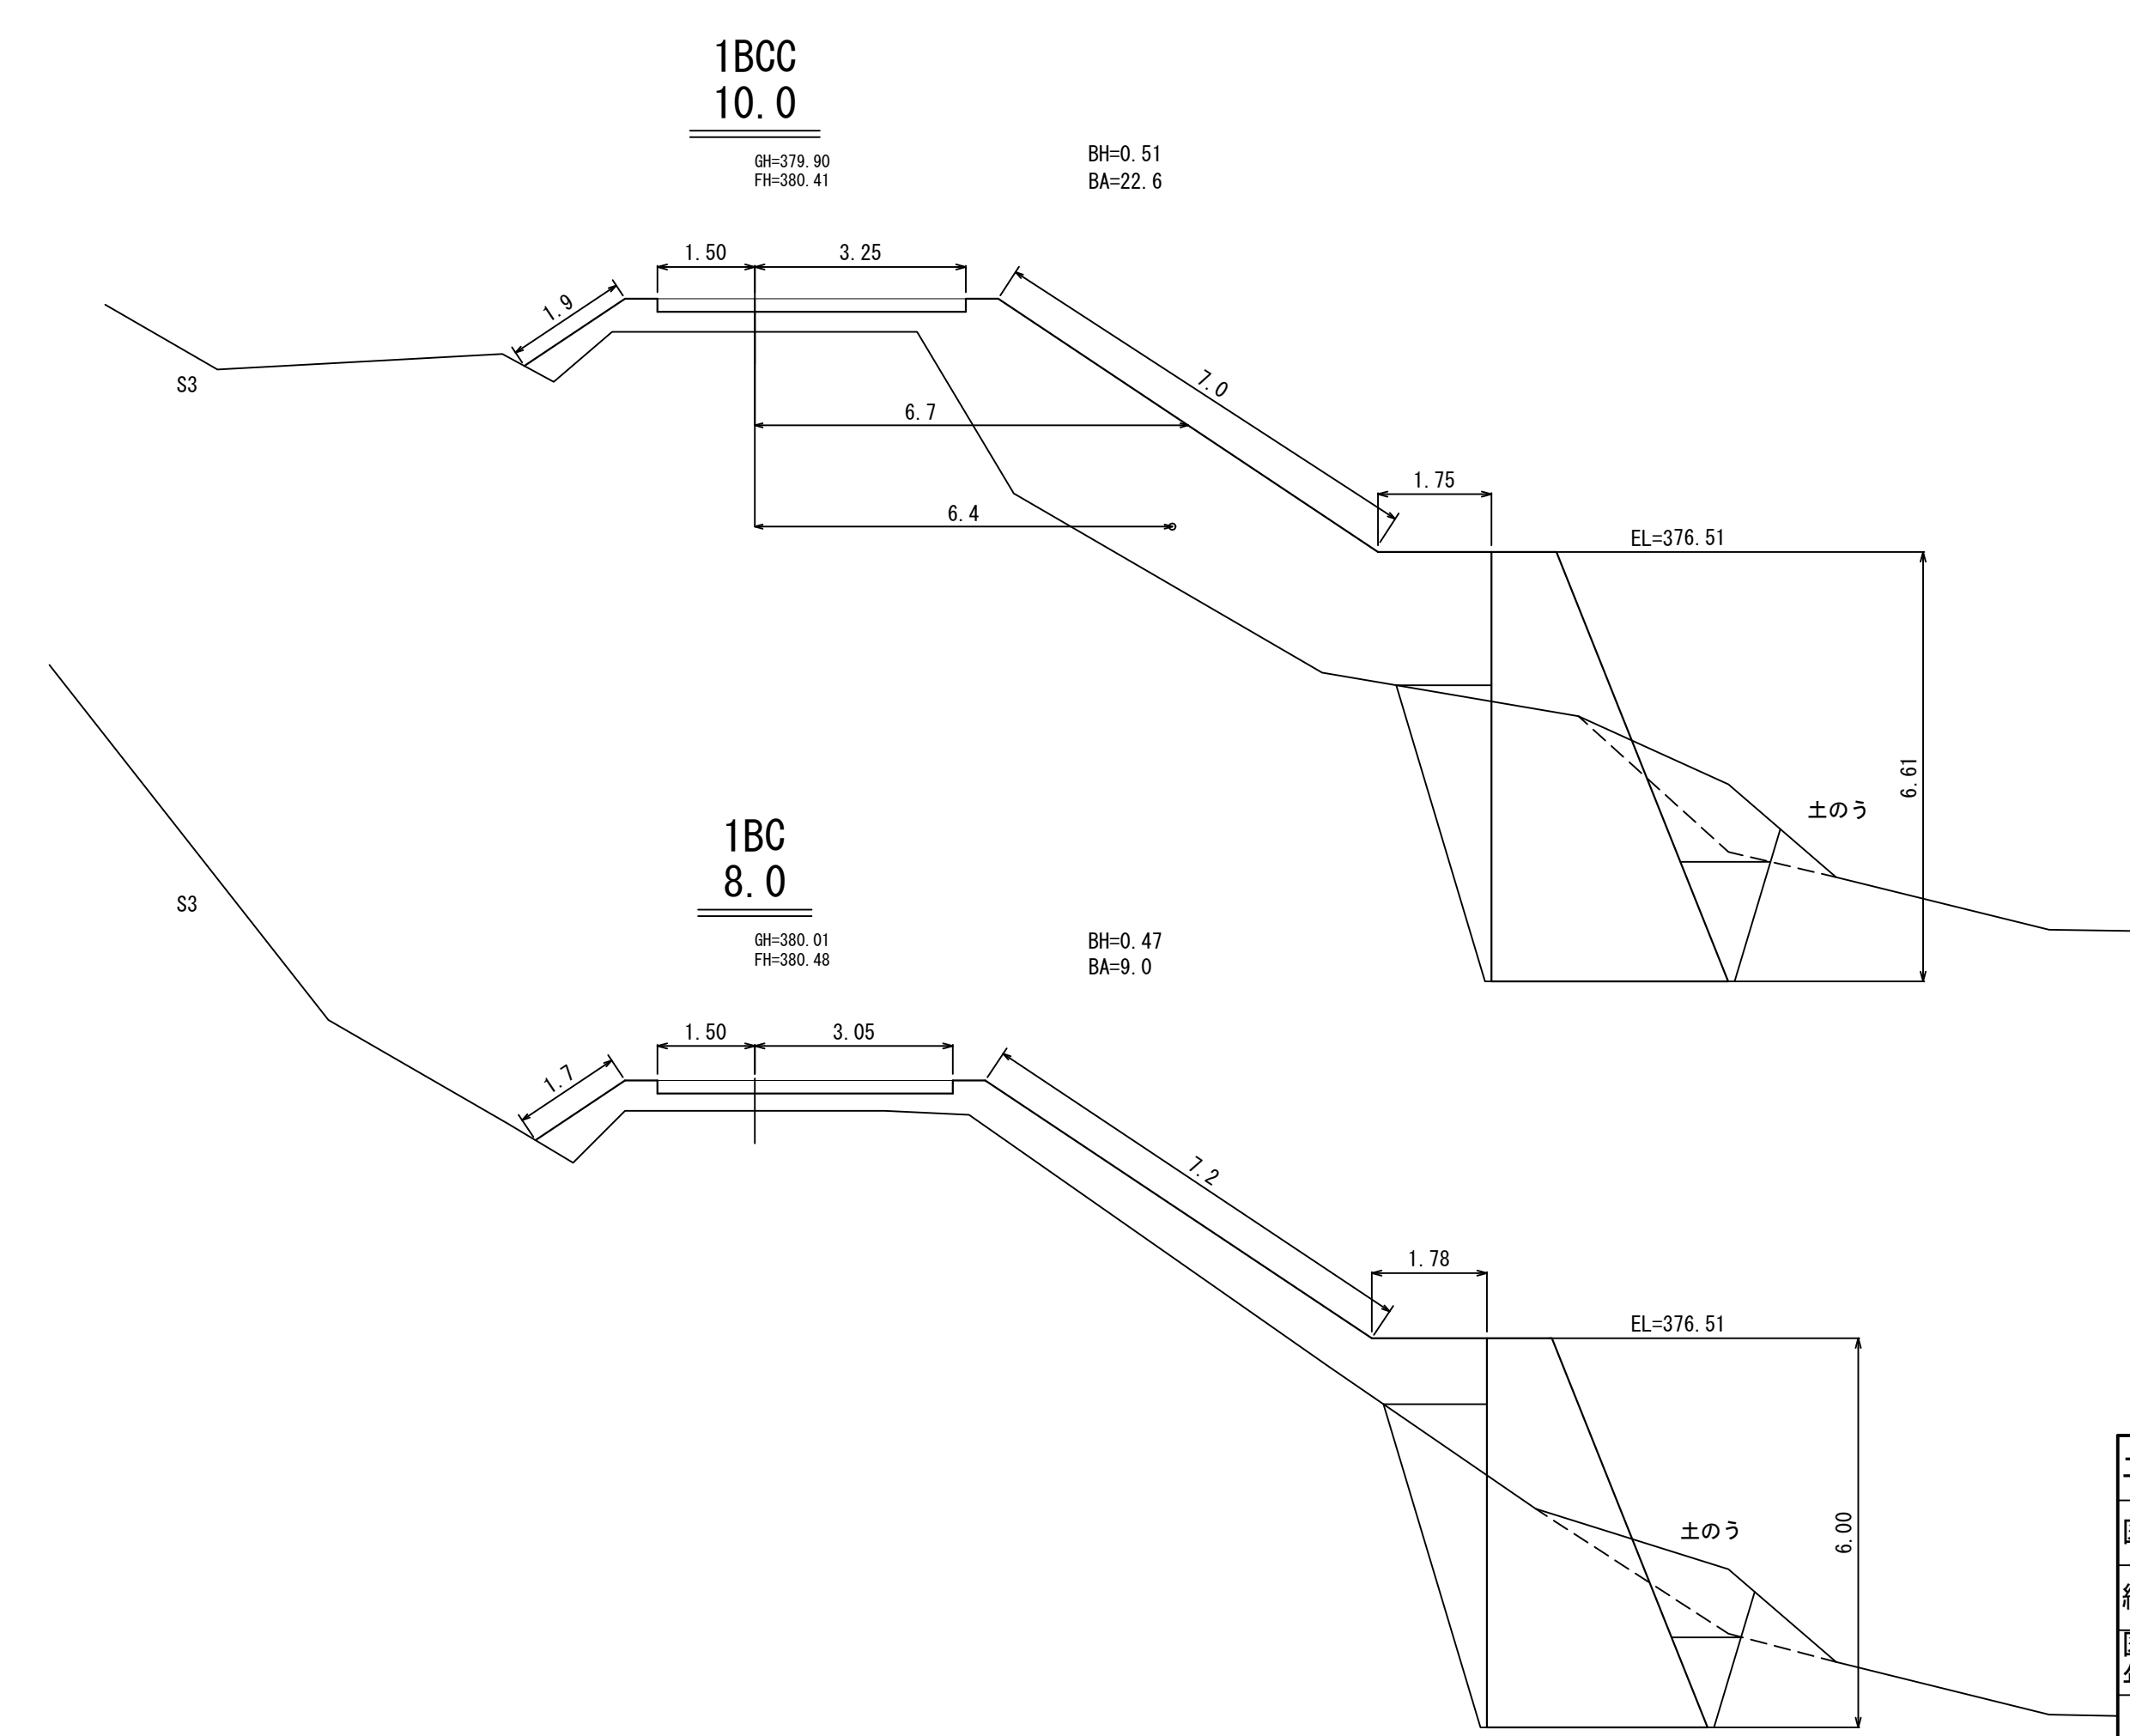 1BCC
10.0
GH=379.90
FH=380.41
BH=0.51
BA=22.6
1.50
3.25
1.9
7.0
S3
6.7
6.4
1.75
EL=376.51
6.61
土のう
1BC
8.0
GH=380.01
FH=380.48
BH=0.47
BA=9.0
S3
1.50
3.05
1.7
7.2
1.78
EL=376.51
6.00
土のう